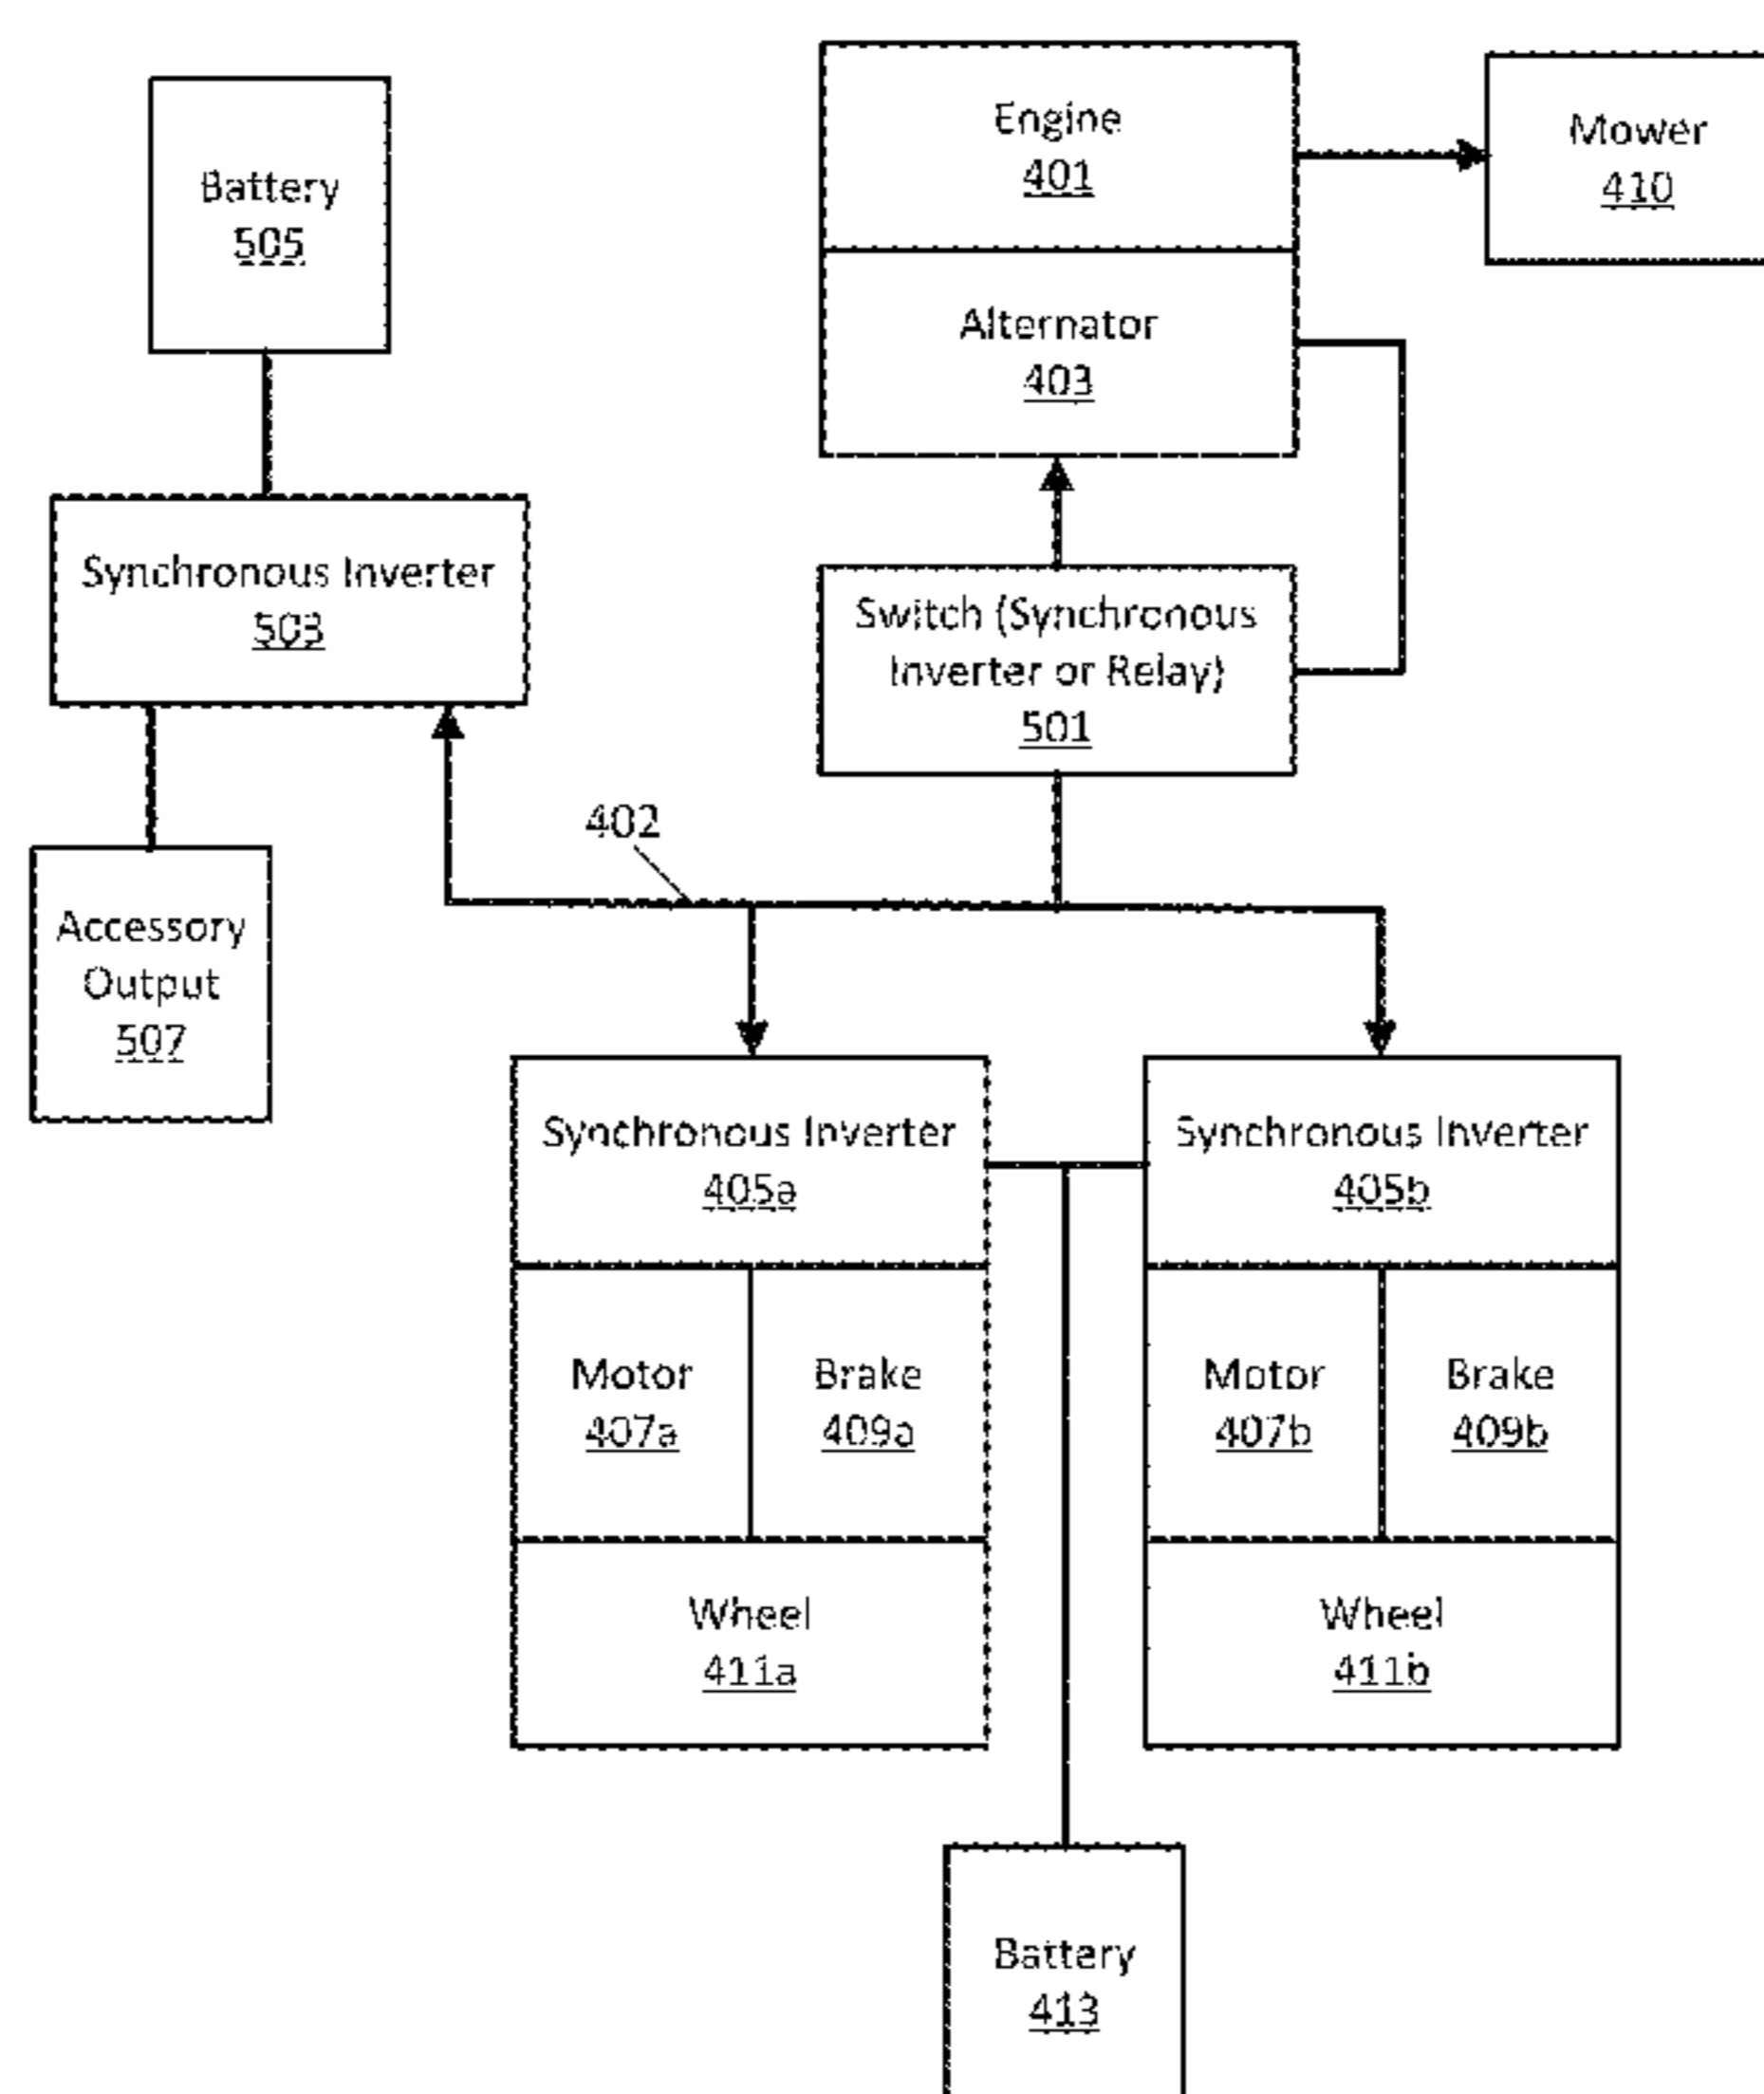 Engine
401
Mower
410
Battery
505
Alternator
403
Synchronous Inverter
503
Switch (Synchronous
Inverter or Relay)
501
402
Accessory
Output
507
Synchronous Inverter
405a
Synchronous Inverter
405b
Motor
407a
Brake
409a
Motor
407b
Brake
409b
Wheel
411a
Wheel
411b
Battery
413